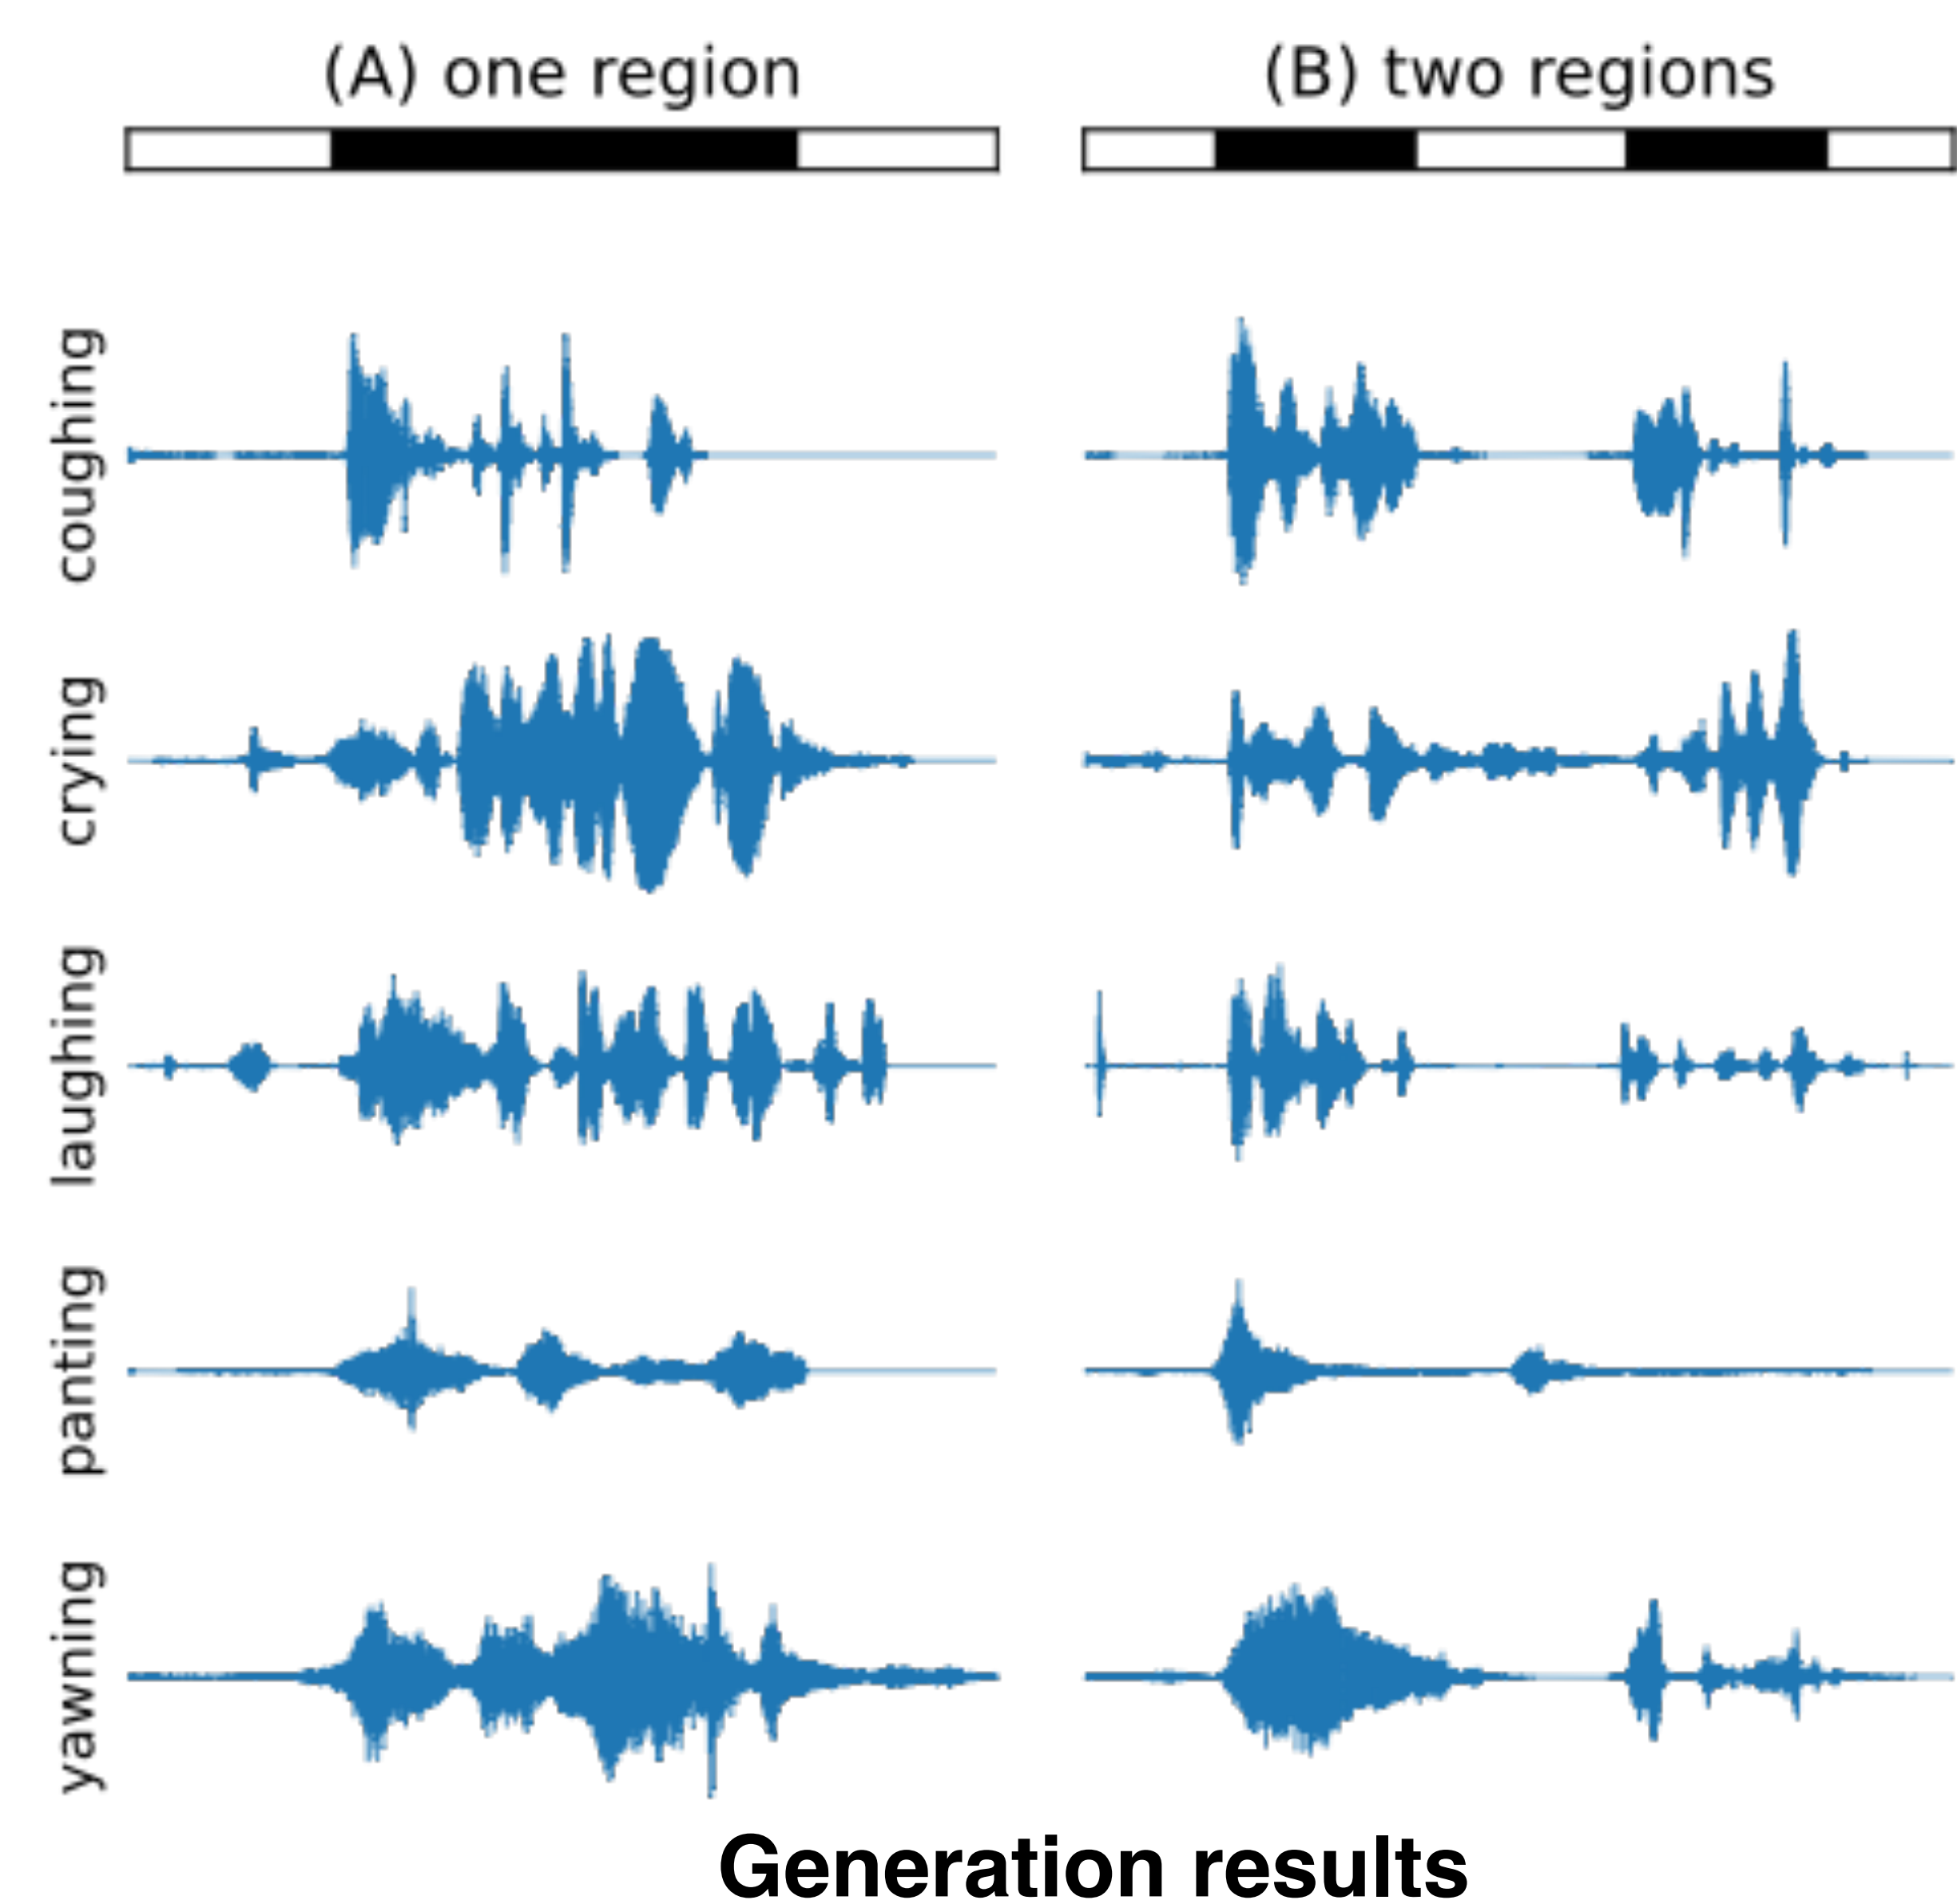 (A) one region
(B) two regions
coughing
crying
laughing
panting
yawning
Generation results